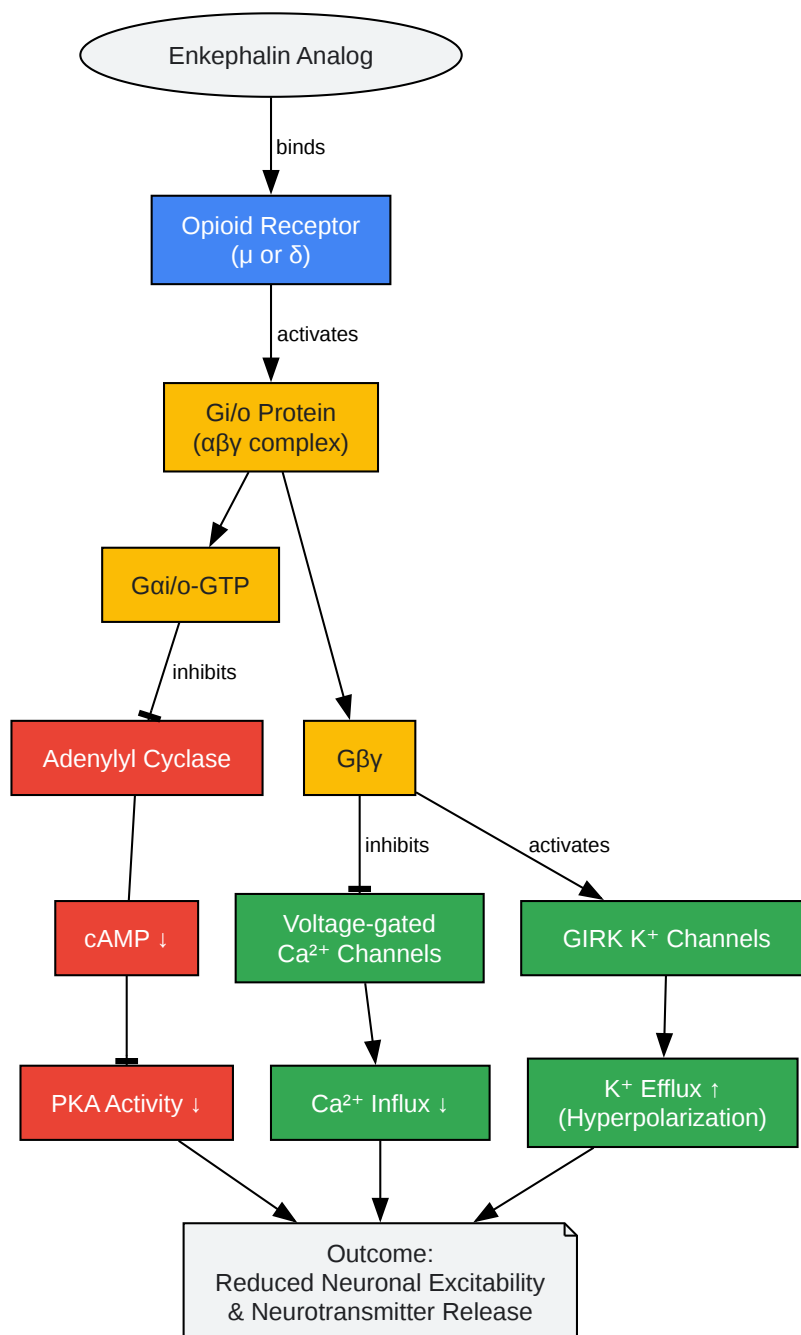 Enkephalin Analog
binds
Opioid Receptor
(μ or δ)
activates
Gi/o Protein
(αβγ complex)
Gαi/o-GTP
inhibits
Adenylyl Cyclase
Gβγ
inhibits
activates
cAMP ↓
Voltage-gated
Ca²⁺ Channels
GIRK K⁺ Channels
PKA Activity ↓
Ca²⁺ Influx ↓
K⁺ Efflux ↑
(Hyperpolarization)
Outcome:
Reduced Neuronal Excitability
& Neurotransmitter Release